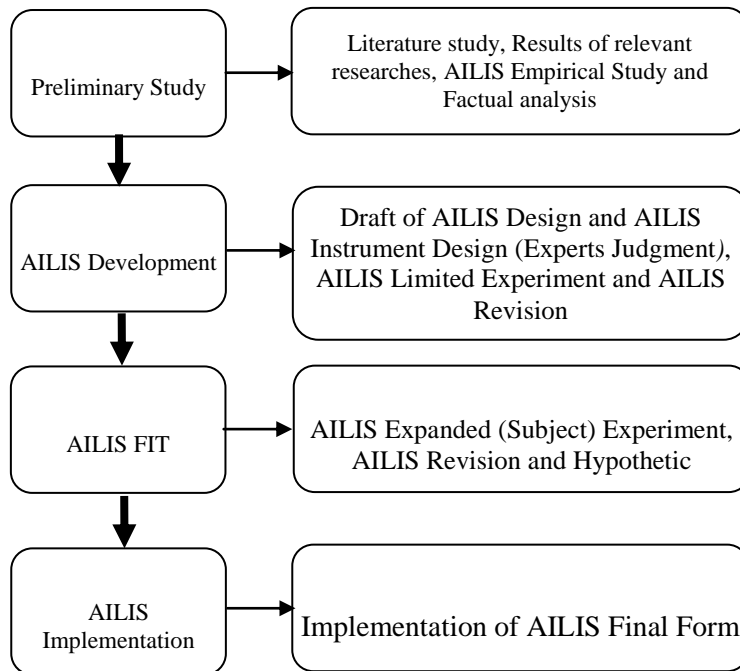 Preliminary Study
Literature study, Results of relevant
researches, AILIS Empirical Study and
Factual analysis
AILIS Development
Draft of AILIS Design and AILIS
Instrument Design (Experts Judgment),
AILIS Limited Experiment and AILIS
Revision
AILIS FIT
AILIS Expanded (Subject) Experiment,
AILIS Revision and Hypothetic
AILIS
Implementation
Implementation of AILIS Final Form